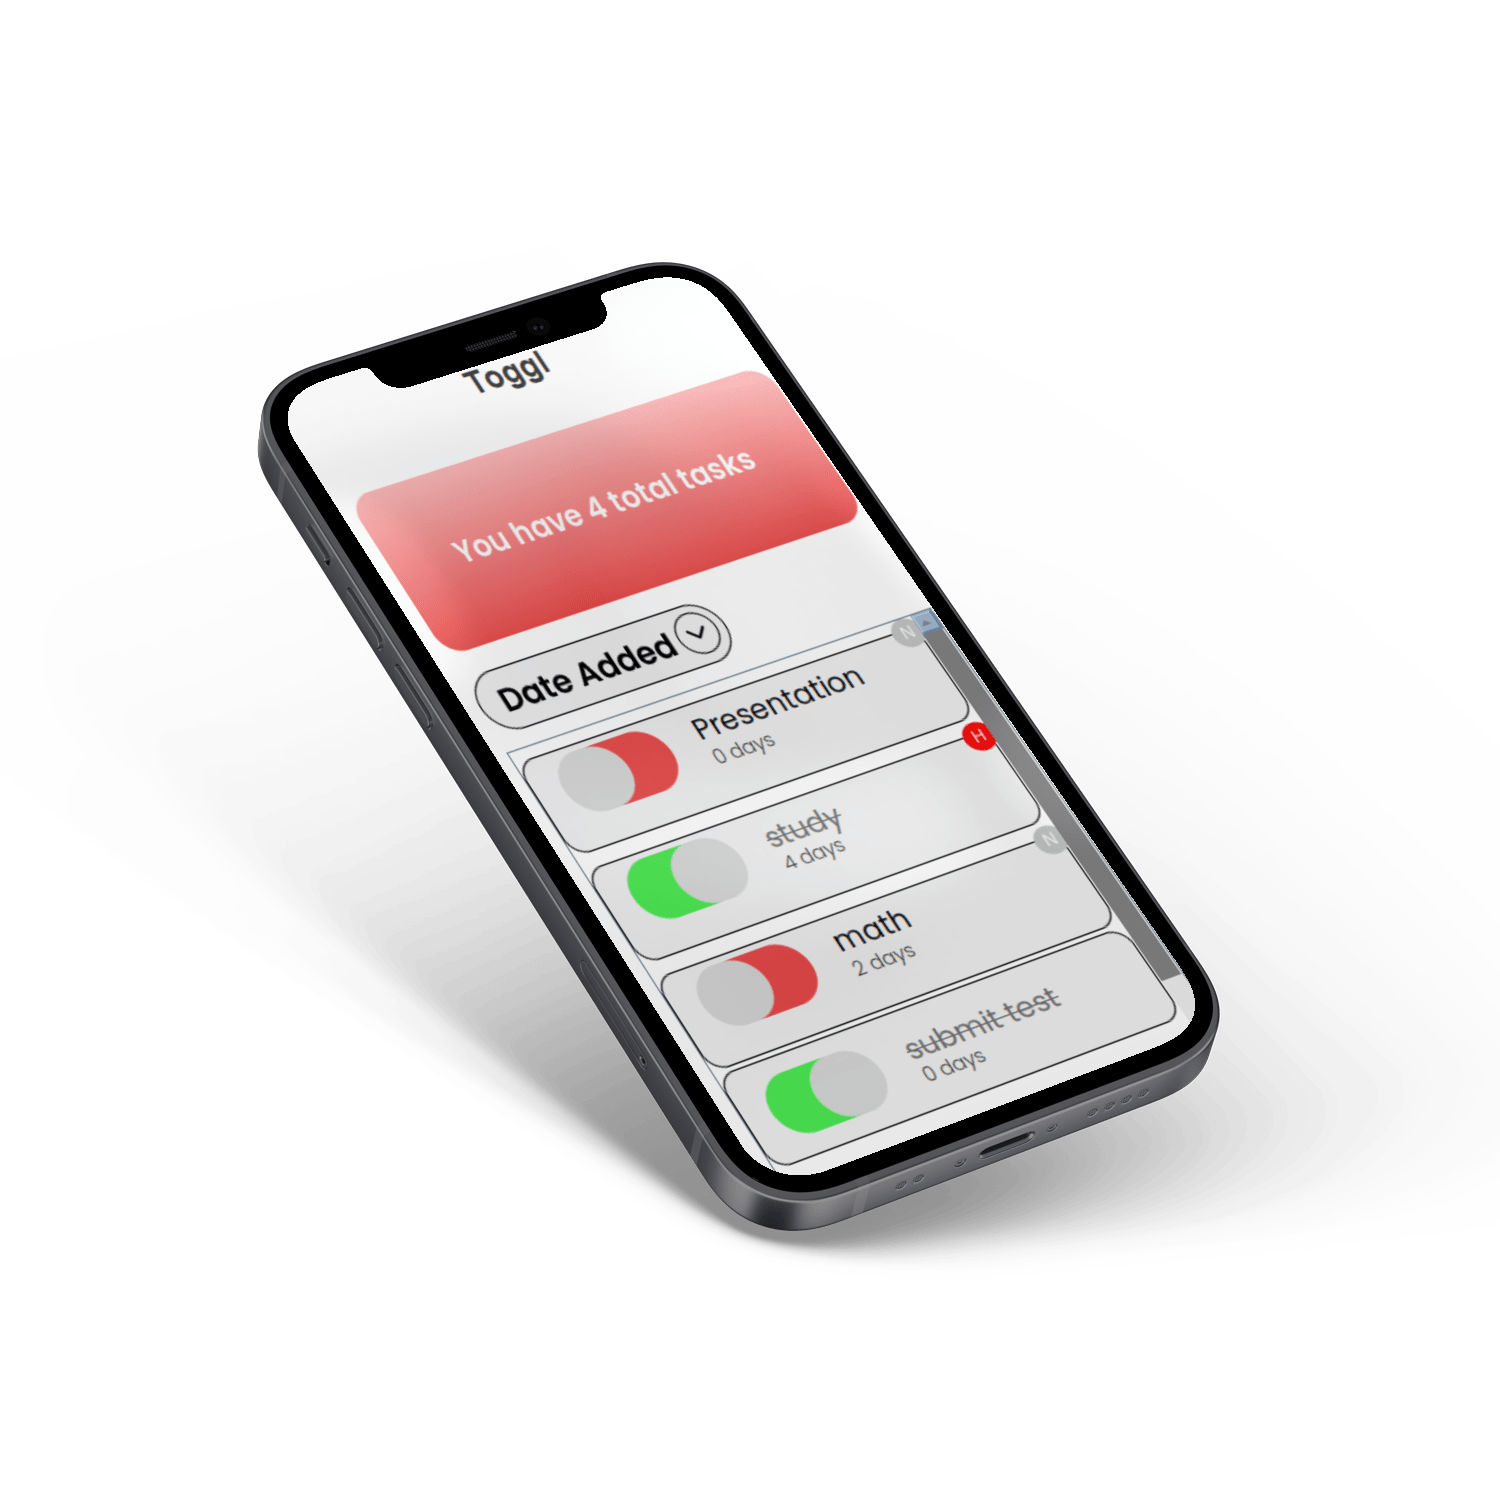 Toggl
You have 4 total tasks
Date Added
N
Presentation
0 days
H
study
4 days
N
math
2 days
submit test
0 days